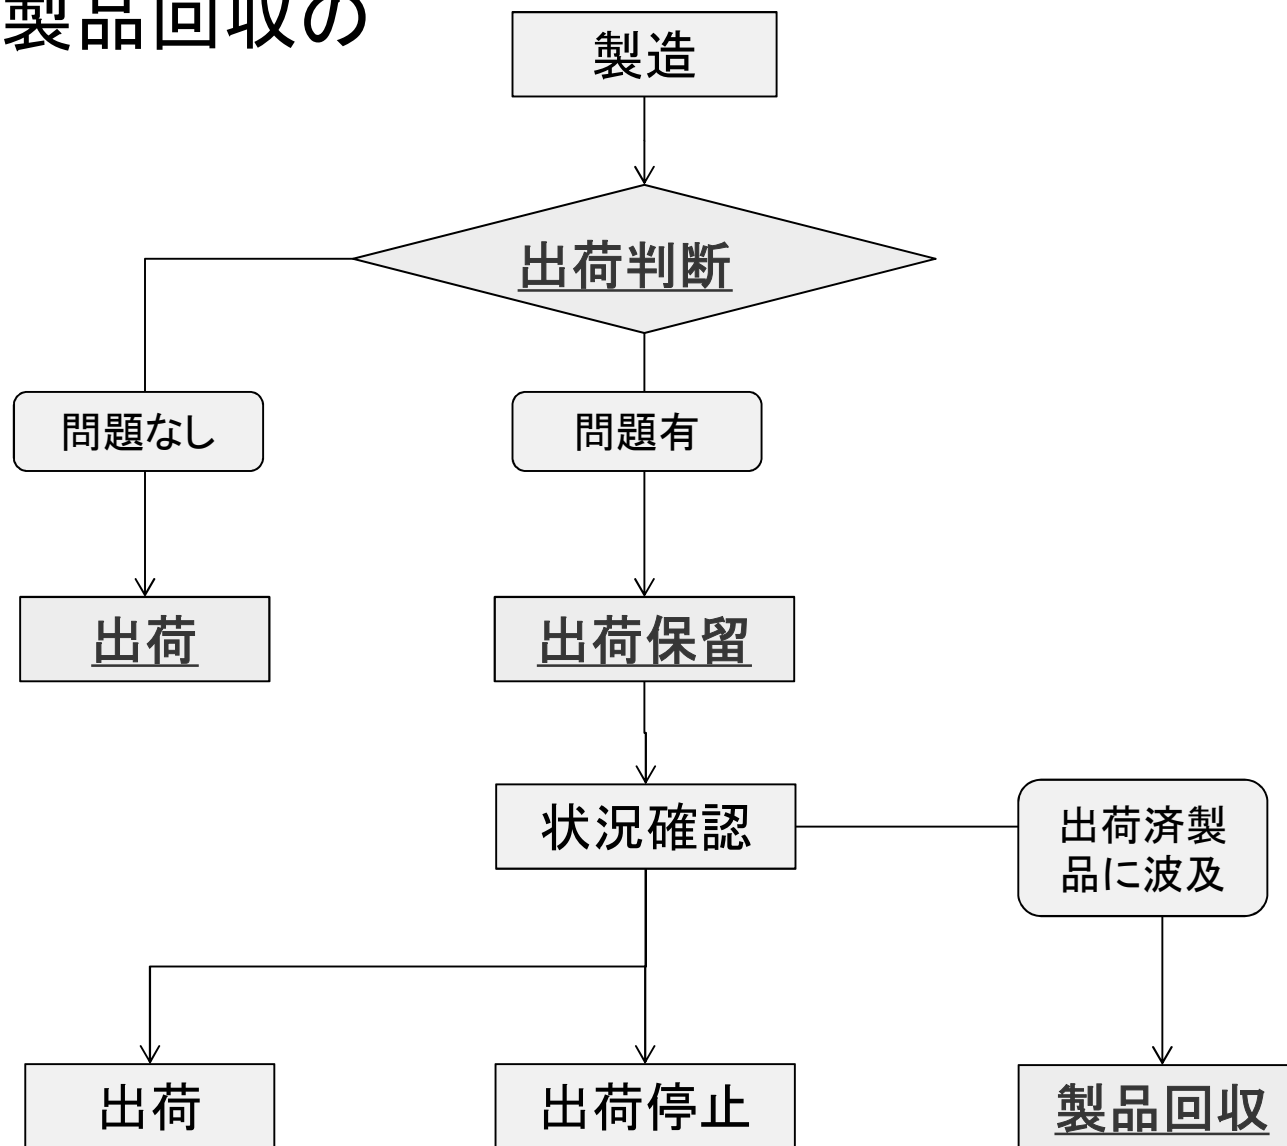 製品回収の
製造
出荷判断
問題なし
問題有
出荷
出荷保留
状況確認
出荷済製
品に波及
出荷
出荷停止
製品回収